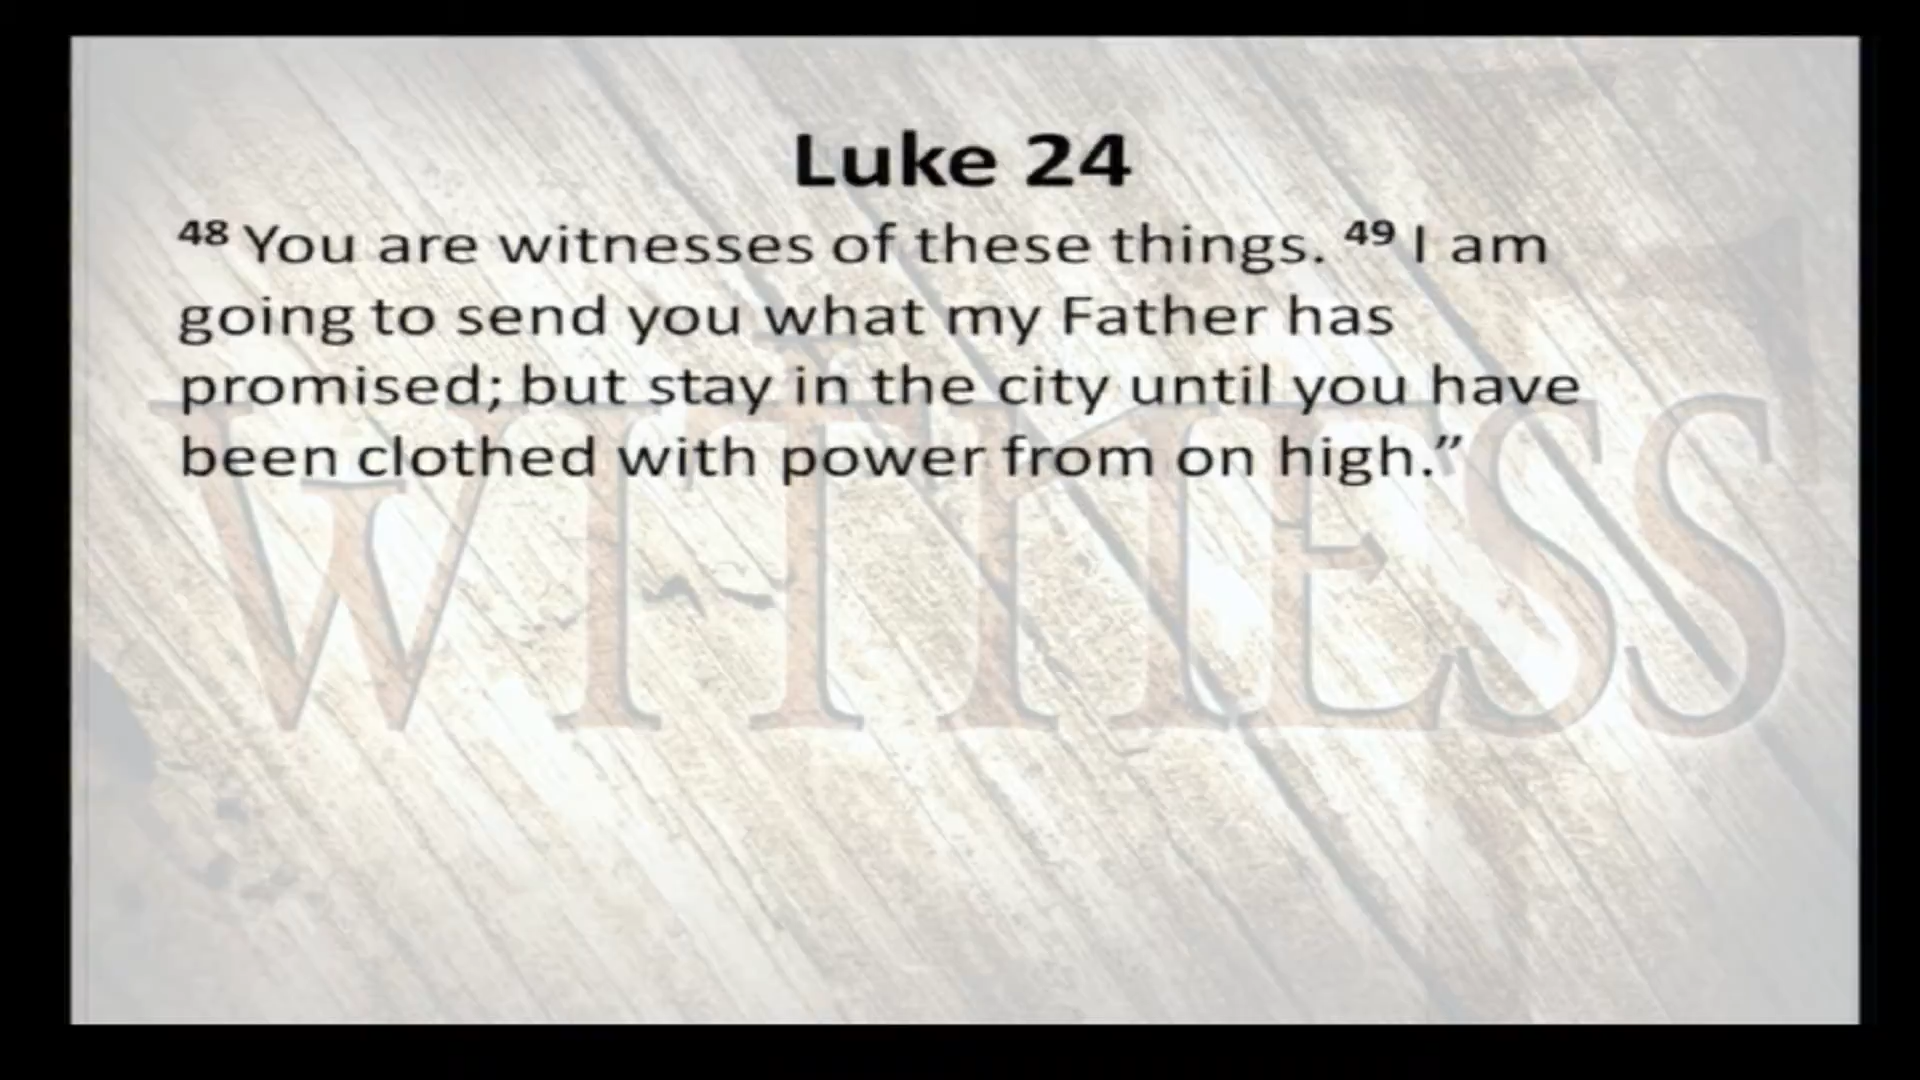 Luke 24
48 You are witnesses of these things. 49 I am
going to send you what my Father has
promised; but stay in the city until you have
been clothed with power from on high.”
WITNESS